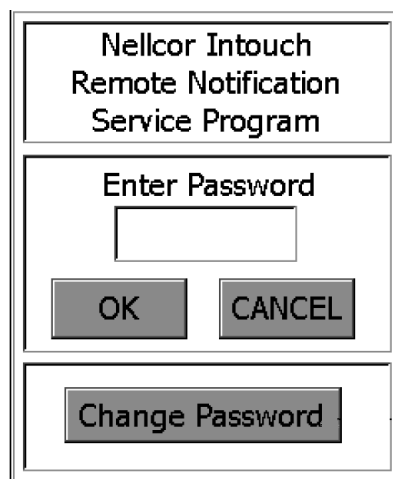 Nellcor Intouch
Remote Notification
Service Program
Enter Password
OK CANCEL
Change Password